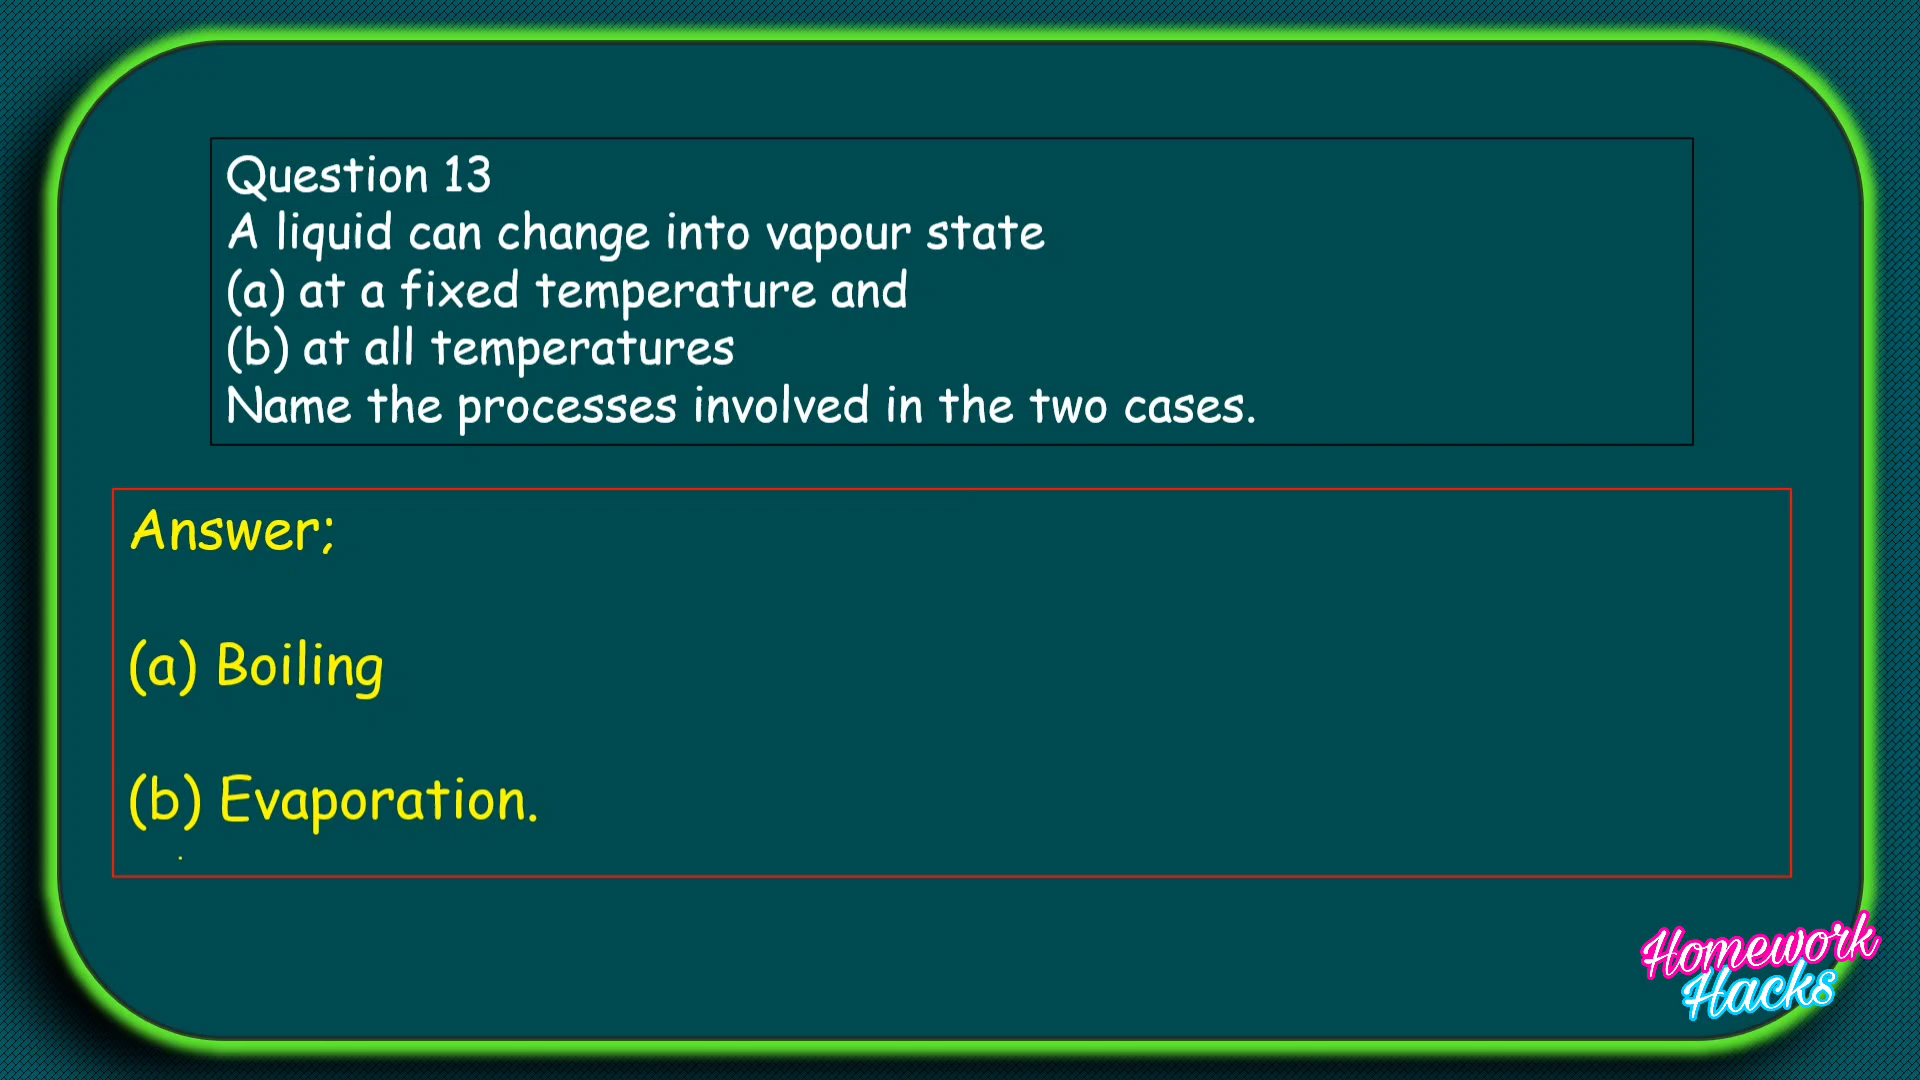 Question 13
A liquid can change into vapour state
(a) at a fixed temperature and
(b) at all temperatures
Name the processes involved in the two cases.
Answer;
(a) Boiling
(b) Evaporation.
.
Homework
Hacks